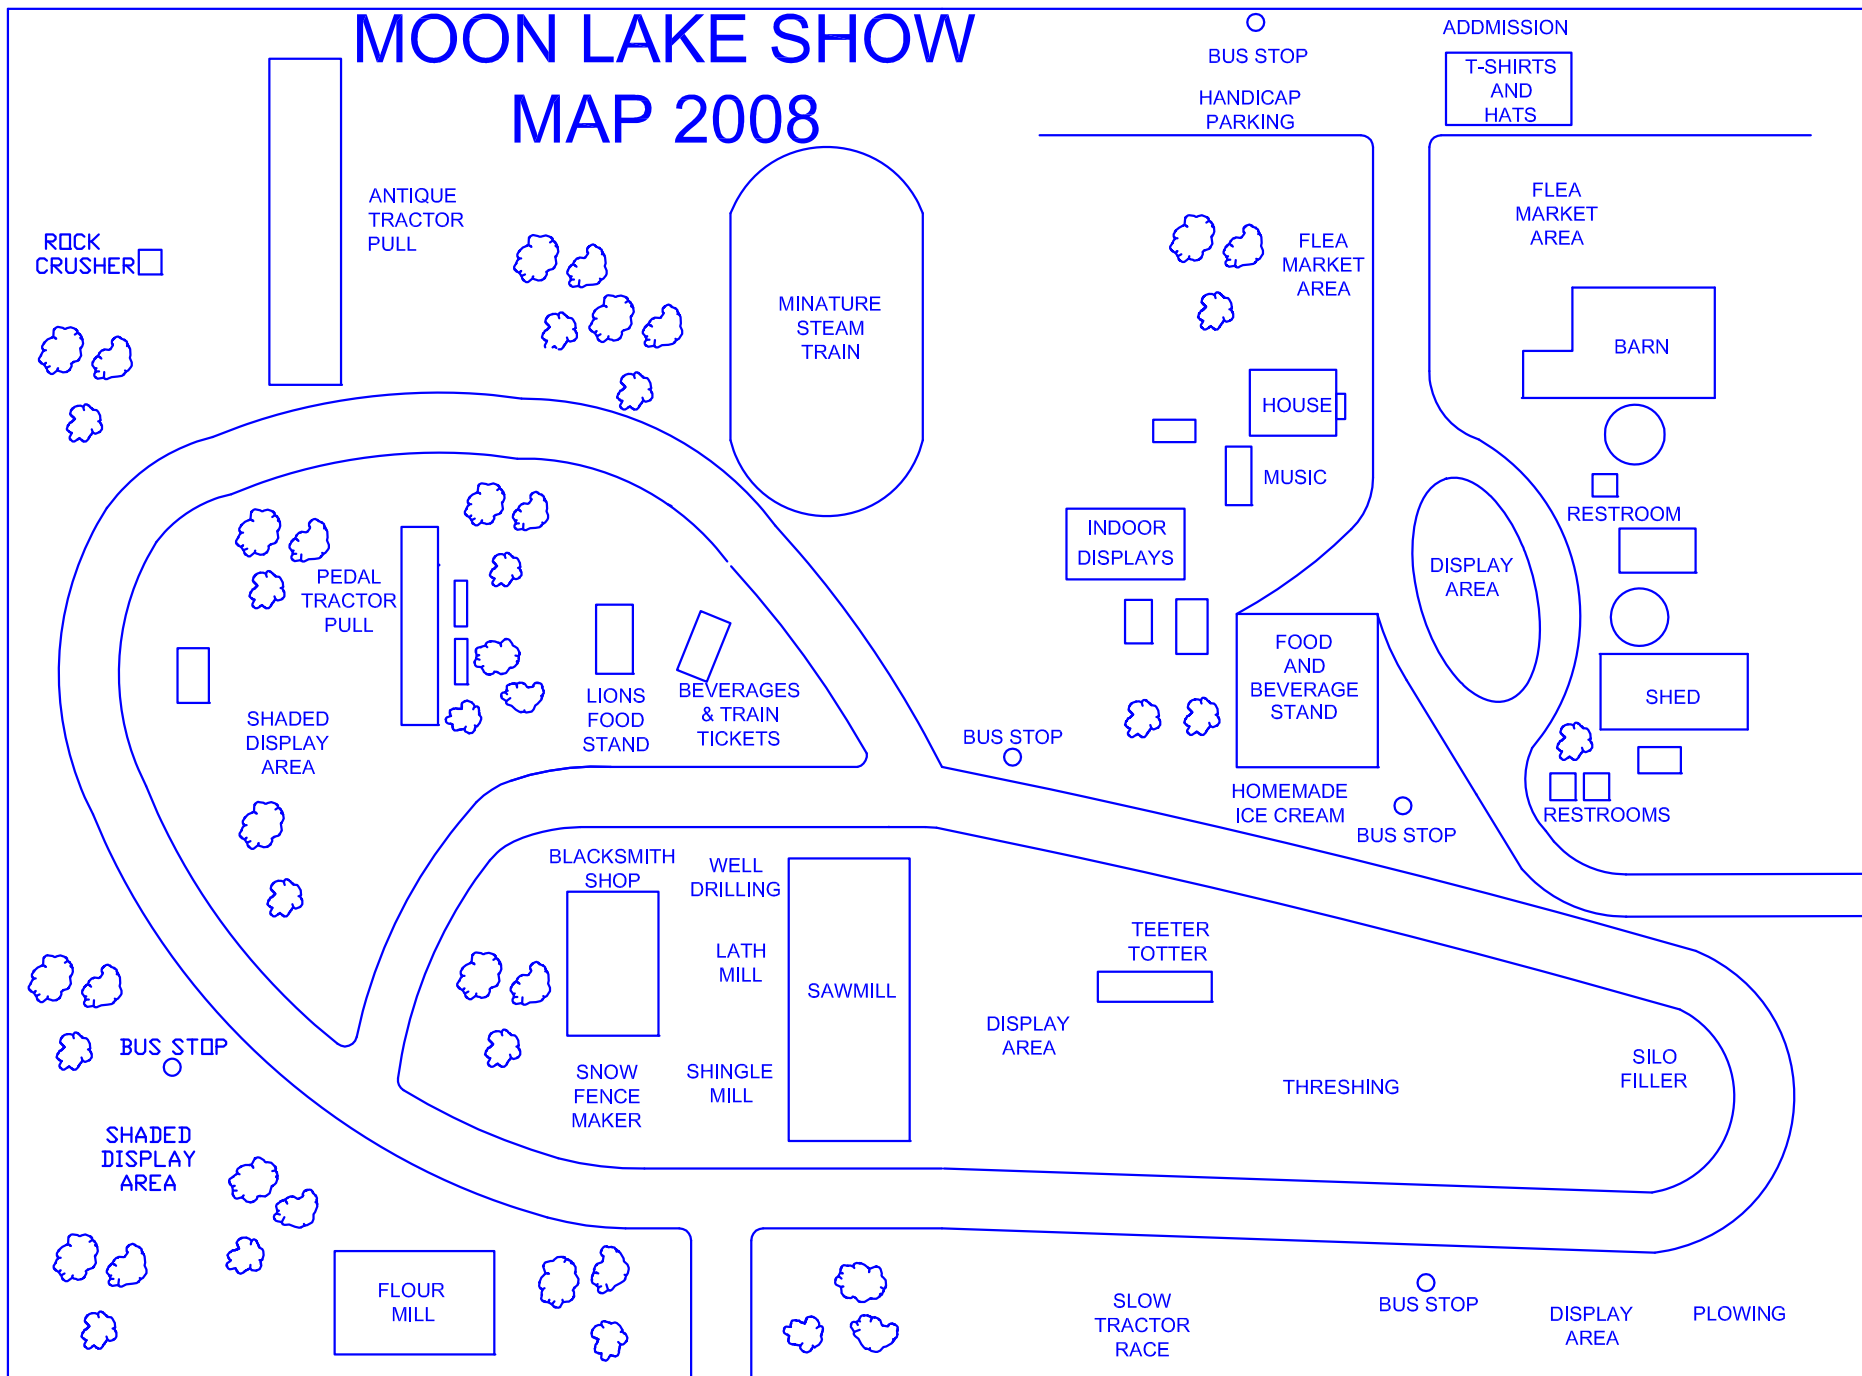 MOON LAKE SHOW
MAP 2008
BUS STOP
HANDICAP
PARKING
ADDMISSION
T-SHIRTS
AND
HATS
ANTIQUE
TRACTOR
PULL
ROCK
CRUSHER
MINATURE
STEAM
TRAIN
FLEA
MARKET
AREA
FLEA
MARKET
AREA
BARN
HOUSE
MUSIC
INDOOR
DISPLAYS
RESTROOM
DISPLAY
AREA
PEDAL
TRACTOR
PULL
SHADED
DISPLAY
AREA
LIONS
FOOD
STAND
BEVERAGES
& TRAIN
TICKETS
BUS STOP
FOOD
AND
BEVERAGE
STAND
SHED
HOMEMADE
ICE CREAM
BUS STOP
RESTROOMS
BLACKSMITH
SHOP
WELL
DRILLING
LATH
MILL
SAWMILL
TEETER
TOTTER
DISPLAY
AREA
SNOW
FENCE
MAKER
SHINGLE
MILL
THRESHING
SILO
FILLER
BUS STOP
SHADED
DISPLAY
AREA
FLOUR
MILL
SLOW
TRACTOR
RACE
BUS STOP
DISPLAY
AREA
PLOWING